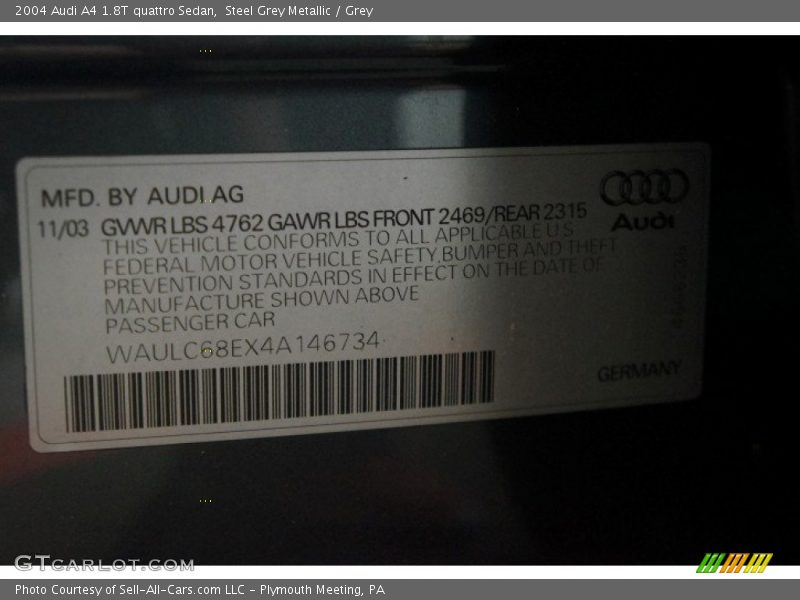 2004 Audi A4 1.8T quattro Sedan,  Steel Grey Metallic / Grey
MFD. BY AUDI AG
11/03 GVWR LBS 4762 GAWR LBS FRONT 2469/REAR 2315
THIS VEHICLE CONFORMS TO ALL APPLICABLE U S
FEDERAL MOTOR VEHICLE SAFETY, BUMPER AND THEFT
PREVENTION STANDARDS IN EFFECT ON THE DATE OF
MANUFACTURE SHOWN ABOVE
PASSENGER CAR
WAULC68EX4A146734
Audi
GERMANY
GTcarlot.com
Photo Courtesy of Sell-All-Cars.com LLC - Plymouth Meeting, PA